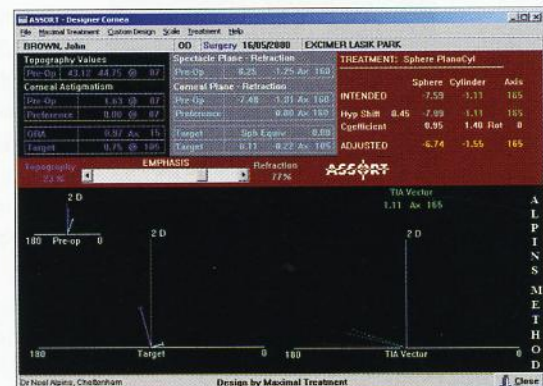 ASSORT - Designer Cornea
File Maximal Treatment Custom Design Scale Treatment Help
BROWN, John OD Surgery 16/05/2000 EXCIMER LASIK PARK
Topography Values
Pre-Op 43.12 44.75 @ 87
Corneal Astigmatism
Pre-Op 1.63 @ 87
Preference 0.00 @ 87
ORA 0.97 Ax 15
Target 0.75 @ 105
Spectacle Plane - Refraction
Pre-Op 8.25 -1.25 Ax 160
Corneal Plane - Refraction
Pre-Op -7.48 -1.01 Ax 160
Preference 0.00 Ax 160
Target Sph Equiv 0.00
Target 0.11 -0.22 Ax 105
TREATMENT: Sphere PlanoCyl
Sphere Cylinder Axis
INTENDED -7.59 -1.11 165
Hyp Shift 0.45 -7.09 -1.11 165
Coefficient 0.95 1.40 Rot 0
ADJUSTED -6.74 -1.55 165
EMPHASIS
Topography Refraction
23 % 77%
ASSORT
TIA Vector
1.11 Ax 165
2 D
180 Pre-op 0
2 D
180 0
Target
2 D
180 0
TIA Vector
ALPINS METHOD
Dr Noel Alpins, Cheltenham Design by Maximal Treatment Close